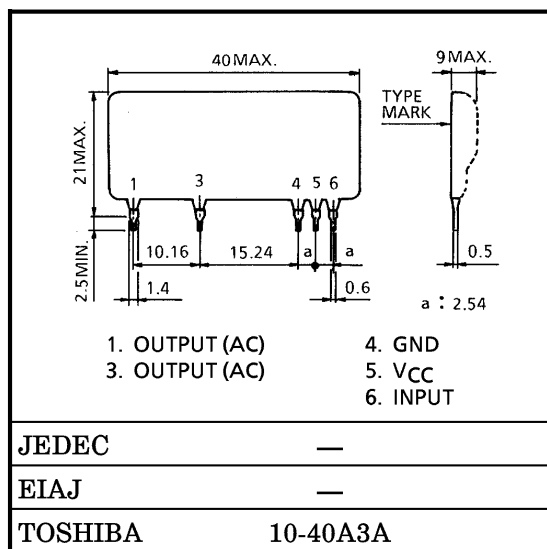 40MAX.
9MAX.
TYPE
MARK
21MAX.
1 3 4 5 6
2.5MIN.
10.16 15.24 a a
1.4 0.6 0.5
a : 2.54
1. OUTPUT (AC) 4. GND
3. OUTPUT (AC) 5. VCC
6. INPUT
JEDEC —
EIAJ —
TOSHIBA 10-40A3A